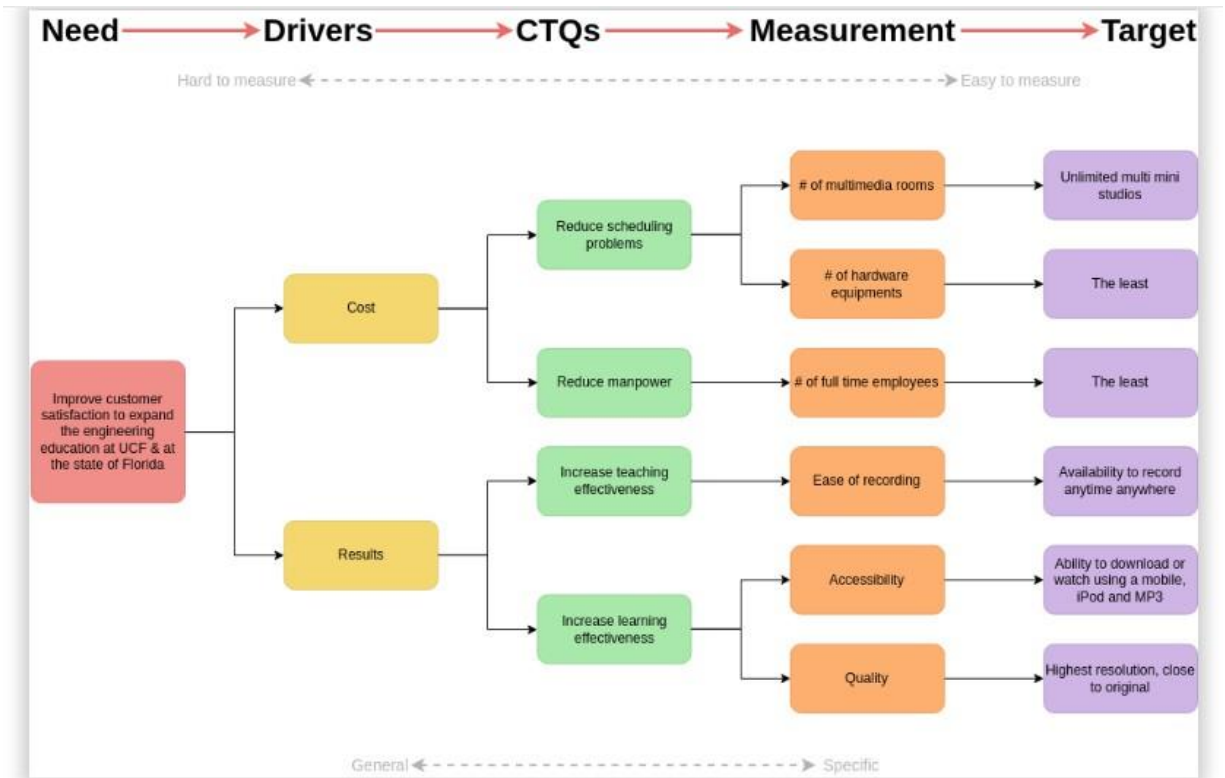 Need Drivers CTQs Measurement Target
Hard to measure Easy to measure
Improve customer
satisfaction to expand
the engineering
education at UCF & at
the state of Florida
Cost
Results
Reduce scheduling
problems
Reduce manpower
Increase teaching
effectiveness
Increase learning
effectiveness
# of multimedia rooms
# of hardware
equipments
# of full time employees
Ease of recording
Accessibility
Quality
Unlimited multi mini
studios
The least
The least
Availability to record
anytime anywhere
Ability to download or
watch using a mobile,
iPod and MP3
Highest resolution, close
to original
General Specific